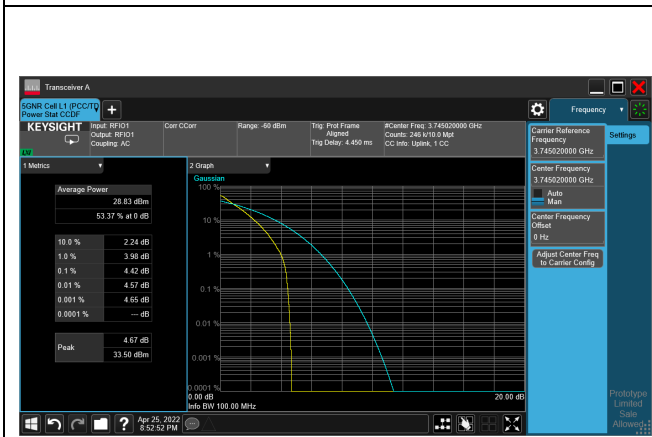 Transceiver A
5GNR Cell L1 (PCC/TD
Power Stat CCDF
Frequency
KEYSIGHT
LXI
Input: RFIO1
Output: RFIO1
Coupling: AC
Corr CCorr
Range: -60 dBm
Trig: Prot Frame
Aligned
Trig Delay: 4.450 ms
#Center Freq: 3.745020000 GHz
Counts: 246 k/10.0 Mpt
CC Info: Uplink, 1 CC
1 Metrics
Average Power
28.83 dBm
53.37 % at 0 dB
10.0 % 2.24 dB
1.0 % 3.98 dB
0.1 % 4.42 dB
0.01 % 4.57 dB
0.001 % 4.65 dB
0.0001 % --- dB
Peak
4.67 dB
33.50 dBm
2 Graph
Gaussian
100 %
10 %
1 %
0.1 %
0.01 %
0.001 %
0.0001 %
0.00 dB
20.00 dB
Info BW 100.00 MHz
Carrier Reference
Frequency
3.745020000 GHz
Center Frequency
3.745020000 GHz
Auto
Man
Center Frequency
Offset
0 Hz
Adjust Center Freq
to Carrier Config
Settings
Apr 25, 2022
8:52:52 PM
Prototype
Limited
Sale
Allowed